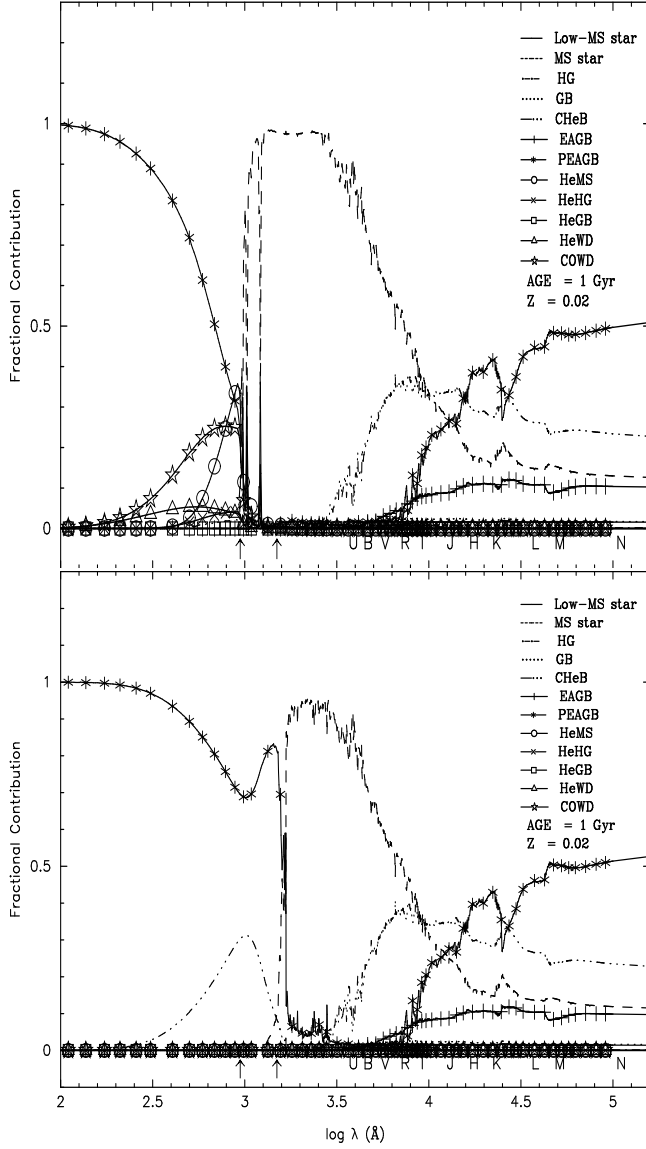 Fractional Contribution
1
0.5
0
Low-MS star
MS star
HG
GB
CHeB
EAGB
PEAGB
HeMS
HeHG
HeGB
HeWD
COWD
AGE = 1 Gyr
Z = 0.02
U B V R I J H K L M N
Fractional Contribution
1
0.5
0
Low-MS star
MS star
HG
GB
CHeB
EAGB
PEAGB
HeMS
HeHG
HeGB
HeWD
COWD
AGE = 1 Gyr
Z = 0.02
U B V R I J H K L M N
2 2.5 3 3.5 4 4.5 5
log λ (Å)